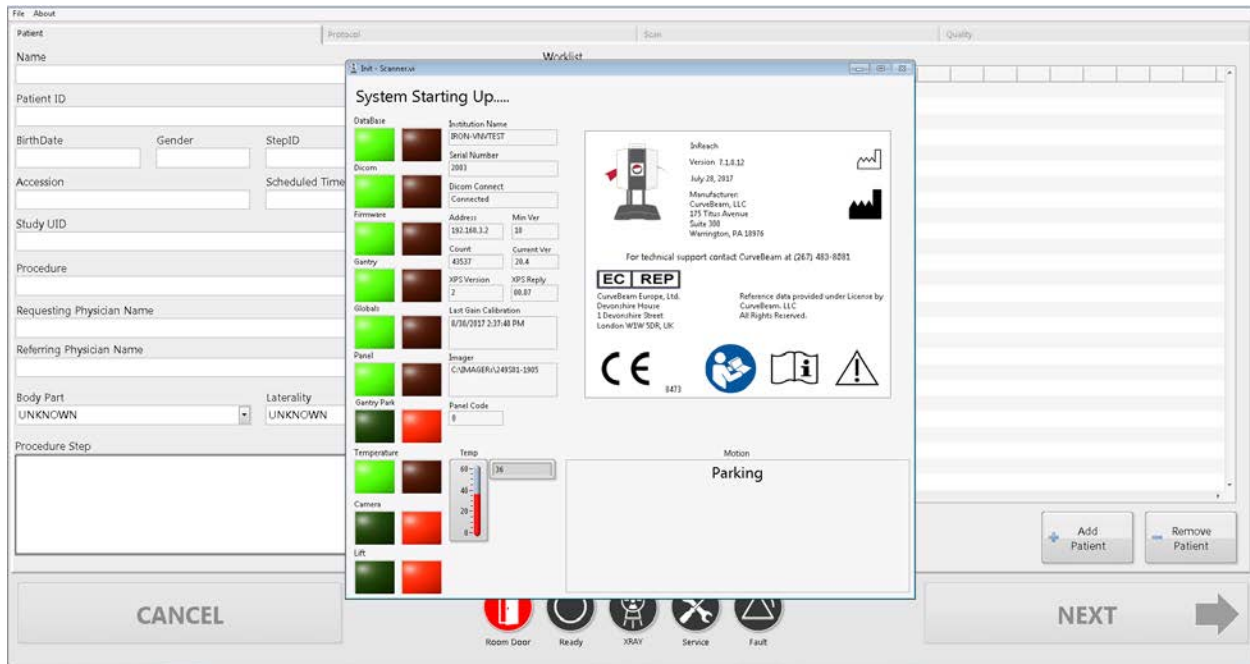 File About
Patient Protocol Scan Quality
Name Worklist
Patient ID
BirthDate Gender StepID
Accession Scheduled Time
Study UID
Procedure
Requesting Physician Name
Referring Physician Name
Body Part Laterality
UNKNOWN UNKNOWN
Procedure Step
Init - Scanner.vi
System Starting Up.....
DataBase
Dicom
Firmware
Gantry
Globals
Panel
Gantry Park
Temperature
Camera
Lift
Institution Name
IRON-VNVTEST
Serial Number
2003
Dicom Connect
Connected
Address Min Ver
192.168.3.2 18
Count Current Ver
43537 20.4
XPS Version XPS Reply
2 00.07
Last Gain Calibration
8/30/2017 2:37:48 PM
Imager
C:\IMAGERs\249S01-1905
Panel Code
0
Temp
60
40
20
0
36
InReach
Version 7.1.0.12
July 28, 2017
Manufacturer:
CurveBeam, LLC
175 Titus Avenue
Suite 300
Warrington, PA 18976
For technical support contact CurveBeam at (267) 483-8081
EC REP
CurveBeam Europe, Ltd.
Devonshire House
1 Devonshire Street
London W1W 5DR, UK
Reference data provided under License by
CurveBeam. LLC
All Rights Reserved.
CE
0473
Motion
Parking
Add
Patient
Remove
Patient
CANCEL
Room Door Ready XRAY Service Fault
NEXT